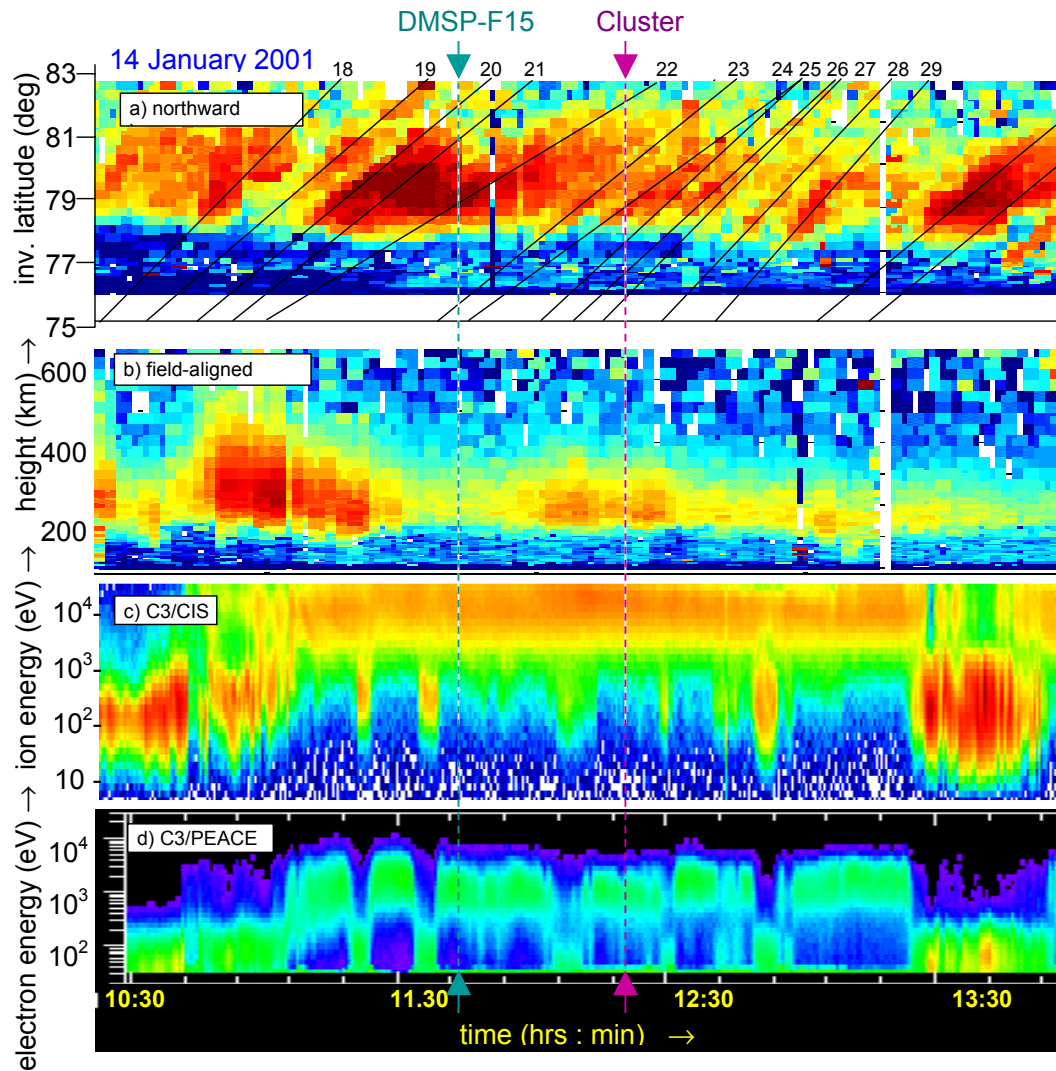 DMSP-F15 Cluster
14 January 2001
18 19 20 21 22 23 24 25 26 27 28 29
inv. latitude (deg)
83
81
79
77
75
a) northward
height (km) →
600
400
200
b) field-aligned
→ ion energy (eV) →
10⁴
10³
10²
10
c) C3/CIS
electron energy (eV) →
10⁴
10³
10²
d) C3/PEACE
10:30 11:30 12:30 13:30
time (hrs : min) →